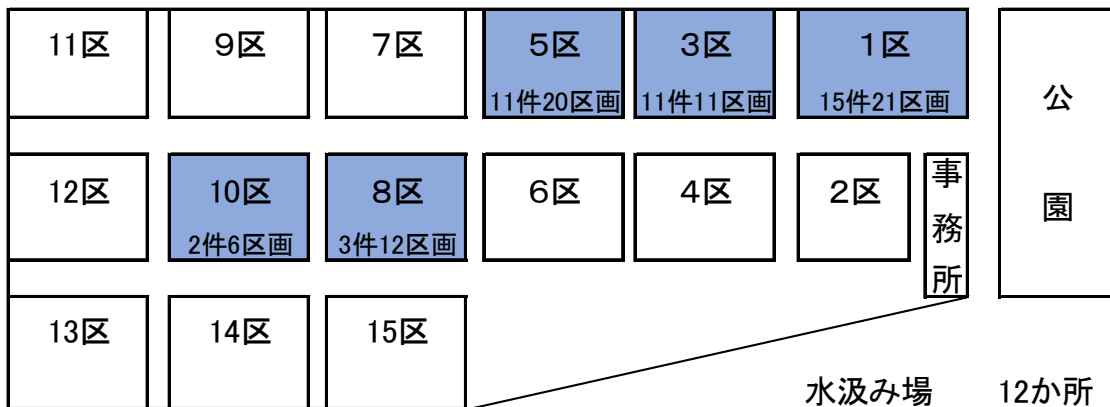 11区
9区
7区
5区
11件20区画
3区
11件11区画
1区
15件21区画
公園
12区
10区
2件6区画
8区
3件12区画
6区
4区
2区
事務所
13区
14区
15区
水汲み場 12か所